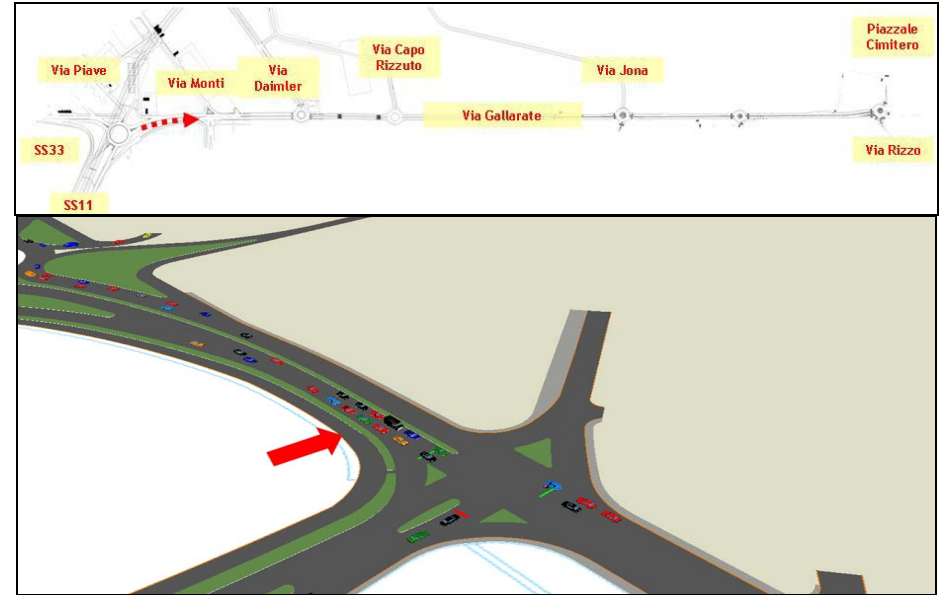 Piazzale
Cimitero
Via Capo
Rizzuto
Via Piave
Via Monti
Via
Daimler
Via Jona
Via Gallarate
SS33
Via Rizzo
SS11